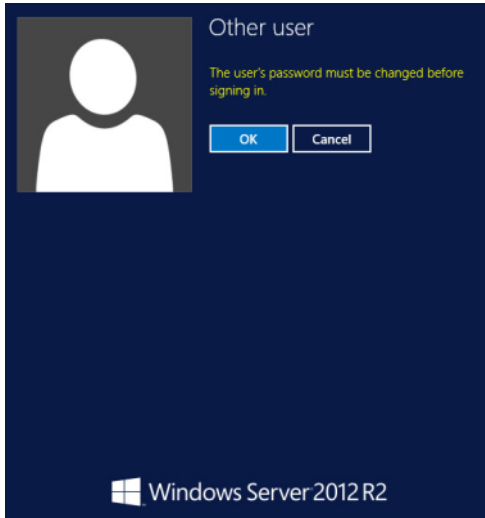 Other user
The user's password must be changed before
signing in.
OK Cancel
Windows Server 2012 R2